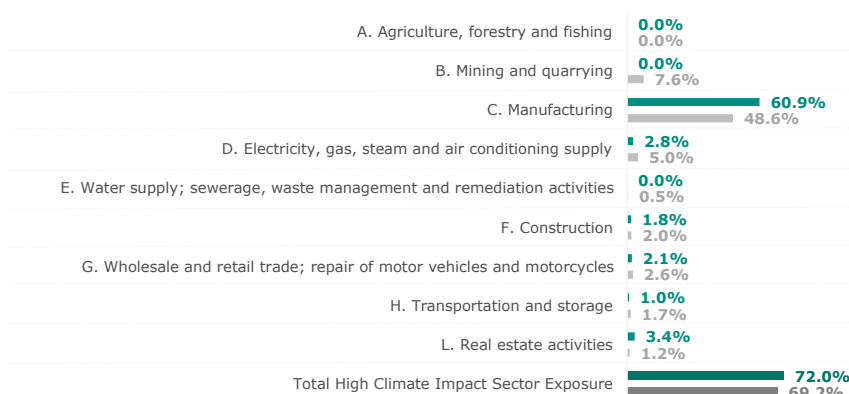 A. Agriculture, forestry and fishing
0.0%
0.0%
B. Mining and quarrying
0.0%
7.6%
C. Manufacturing
60.9%
48.6%
D. Electricity, gas, steam and air conditioning supply
2.8%
5.0%
E. Water supply; sewerage, waste management and remediation activities
0.0%
0.5%
F. Construction
1.8%
2.0%
G. Wholesale and retail trade; repair of motor vehicles and motorcycles
2.1%
2.6%
H. Transportation and storage
1.0%
1.7%
L. Real estate activities
3.4%
1.2%
Total High Climate Impact Sector Exposure
72.0%
69.2%